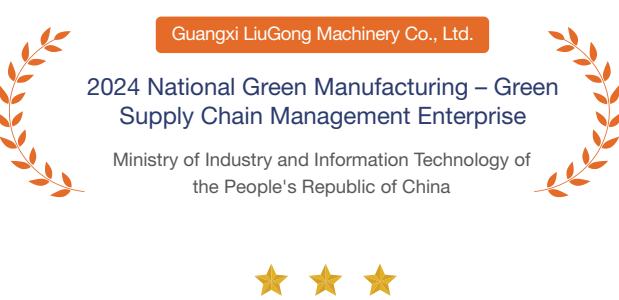 Guangxi LiuGong Machinery Co., Ltd.
2024 National Green Manufacturing – Green
Supply Chain Management Enterprise
Ministry of Industry and Information Technology of
the People's Republic of China